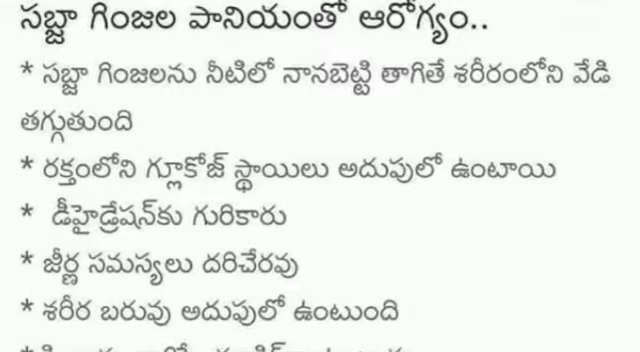 సబ్జా గింజల పానియంతో ఆరోగ్యం..
* సబ్జా గింజలను నీటిలో నానబెట్టి తాగితే శరీరంలోని వేడి
తగ్గుతుంది
* రక్తంలోని గ్లూకోజ్ స్థాయిలు అదుపులో ఉంటాయి
* డీహైడ్రేషన్‌కు గురికారు
* జీర్ణ సమస్యలు దరిచేరవు
* శరీర బరువు అదుపులో ఉంటుంది